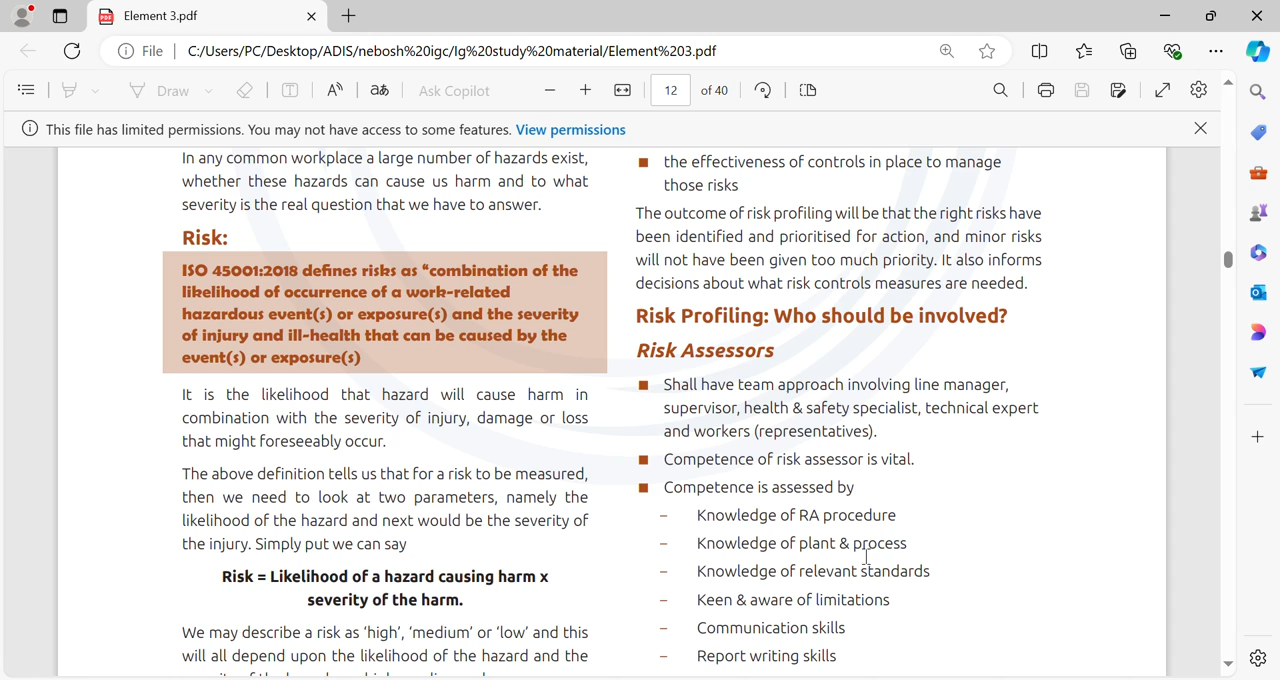 Element 3.pdf
File
C:/Users/PC/Desktop/ADIS/nebosh%20igc/Ig%20study%20material/Element%203.pdf
Draw
Ask Copilot
12 of 40
This file has limited permissions. You may not have access to some features. View permissions
In any common workplace a large number of hazards exist,
whether these hazards can cause us harm and to what
severity is the real question that we have to answer.
Risk:
ISO 45001:2018 defines risks as “combination of the
likelihood of occurrence of a work-related
hazardous event(s) or exposure(s) and the severity
of injury and ill-health that can be caused by the
event(s) or exposure(s)
It is the likelihood that hazard will cause harm in
combination with the severity of injury, damage or loss
that might foreseeably occur.
The above definition tells us that for a risk to be measured,
then we need to look at two parameters, namely the
likelihood of the hazard and next would be the severity of
the injury. Simply put we can say
Risk = Likelihood of a hazard causing harm x
severity of the harm.
We may describe a risk as ‘high’, ‘medium’ or ‘low’ and this
will all depend upon the likelihood of the hazard and the
■ the effectiveness of controls in place to manage
those risks
The outcome of risk profiling will be that the right risks have
been identified and prioritised for action, and minor risks
will not have been given too much priority. It also informs
decisions about what risk controls measures are needed.
Risk Profiling: Who should be involved?
Risk Assessors
■ Shall have team approach involving line manager,
supervisor, health & safety specialist, technical expert
and workers (representatives).
■ Competence of risk assessor is vital.
■ Competence is assessed by
– Knowledge of RA procedure
– Knowledge of plant & process
– Knowledge of relevant standards
– Keen & aware of limitations
– Communication skills
– Report writing skills